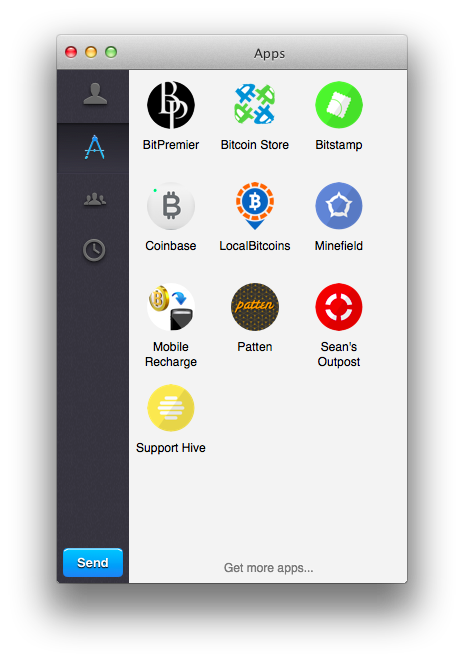 Apps
BP
BitPremier
Bitcoin Store
Bitstamp
Coinbase
LocalBitcoins
Minefield
patten
Mobile
Recharge
Patten
Sean's
Outpost
Support Hive
Get more apps...
Send